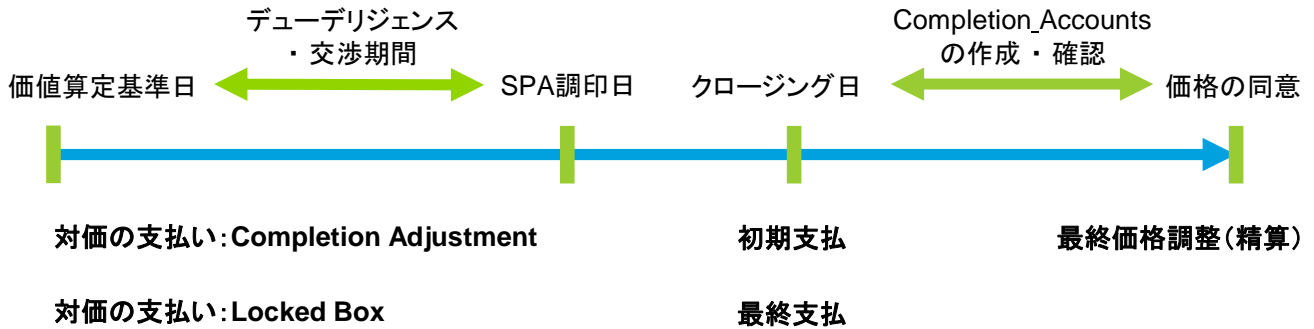 デューデリジェンス
・交渉期間
Completion Accounts
の作成・確認
価値算定基準日
SPA調印日
クロージング日
価格の同意
対価の支払い:Completion Adjustment
初期支払
最終価格調整(精算)
対価の支払い:Locked Box
最終支払